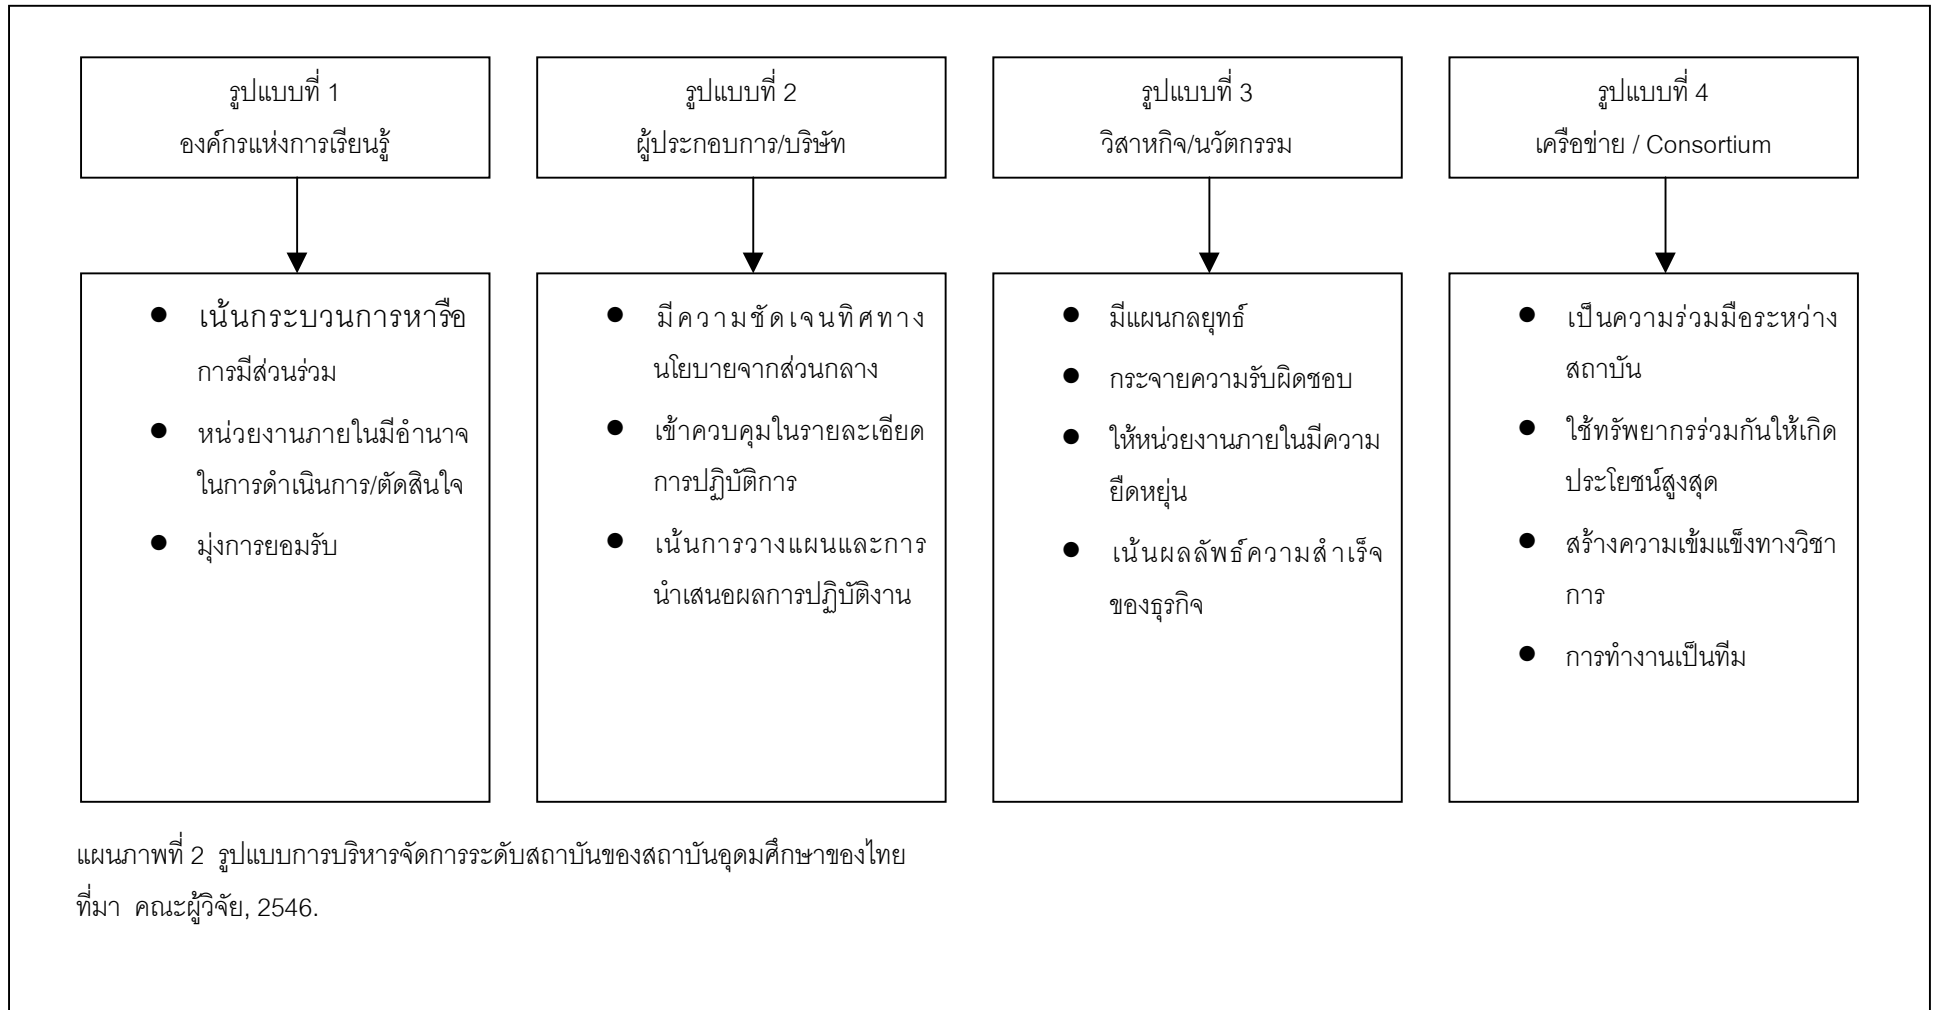 รูปแบบที่ 1
องค์กรแห่งการเรียนรู้
● เน้นกระบวนการหารือ
การมีส่วนร่วม
● หน่วยงานภายในมีอำนาจ
ในการดำเนินการ/ตัดสินใจ
● มุ่งการยอมรับ
รูปแบบที่ 2
ผู้ประกอบการ/บริษัท
● มีความชัดเจนทิศทาง
นโยบายจากส่วนกลาง
● เข้าควบคุมในรายละเอียด
การปฏิบัติการ
● เน้นการวางแผนและการ
นำเสนอผลการปฏิบัติงาน
รูปแบบที่ 3
วิสาหกิจ/นวัตกรรม
● มีแผนกลยุทธ์
● กระจายความรับผิดชอบ
● ให้หน่วยงานภายในมีความ
ยืดหยุ่น
● เน้นผลลัพธ์ความสำเร็จ
ของธุรกิจ
รูปแบบที่ 4
เครือข่าย / Consortium
● เป็นความร่วมมือระหว่าง
สถาบัน
● ใช้ทรัพยากรร่วมกันให้เกิด
ประโยชน์สูงสุด
● สร้างความเข้มแข็งทางวิชา
การ
● การทำงานเป็นทีม
แผนภาพที่ 2 รูปแบบการบริหารจัดการระดับสถาบันของสถาบันอุดมศึกษาของไทย
ที่มา คณะผู้วิจัย, 2546.